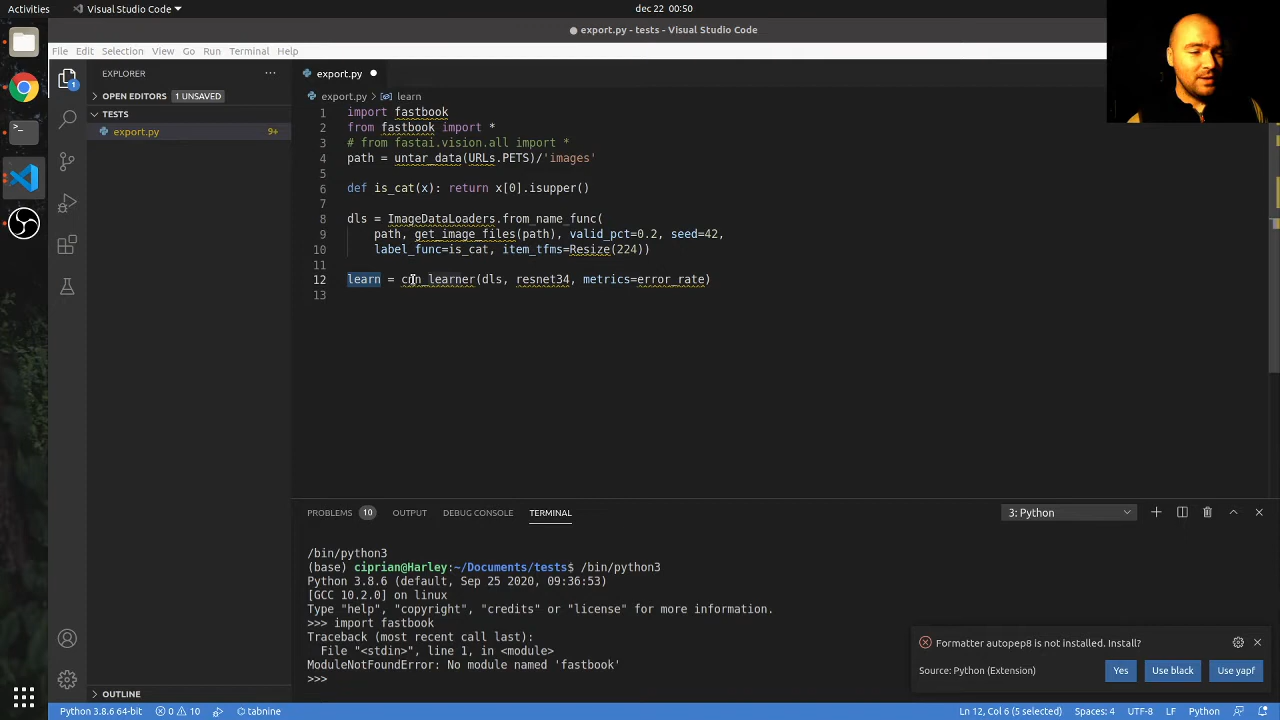 Activities
Visual Studio Code
dec 22 00:50
export.py - tests - Visual Studio Code
File Edit Selection View Go Run Terminal Help
EXPLORER
export.py
OPEN EDITORS 1 UNSAVED
export.py > learn
TESTS
export.py 9+
1 import fastbook
2 from fastbook import *
3 # from fastai.vision.all import *
4 path = untar_data(URLs.PETS)/'images'
5
6 def is_cat(x): return x[0].isupper()
7
8 dls = ImageDataLoaders.from_name_func(
9 path, get_image_files(path), valid_pct=0.2, seed=42,
10 label_func=is_cat, item_tfms=Resize(224))
11
12 learn = cnn_learner(dls, resnet34, metrics=error_rate)
13
PROBLEMS 10 OUTPUT DEBUG CONSOLE TERMINAL
3: Python
/bin/python3
(base) ciprian@Harley:~/Documents/tests$ /bin/python3
Python 3.8.6 (default, Sep 25 2020, 09:36:53)
[GCC 10.2.0] on linux
Type "help", "copyright", "credits" or "license" for more information.
>>> import fastbook
Traceback (most recent call last):
File "<stdin>", line 1, in <module>
ModuleNotFoundError: No module named 'fastbook'
>>>
Formatter autopep8 is not installed. Install?
Source: Python (Extension)
Yes
Use black
Use yapf
OUTLINE
Python 3.8.6 64-bit
0
10
tabnine
Ln 12, Col 6 (5 selected)
Spaces: 4
UTF-8
LF
Python
1